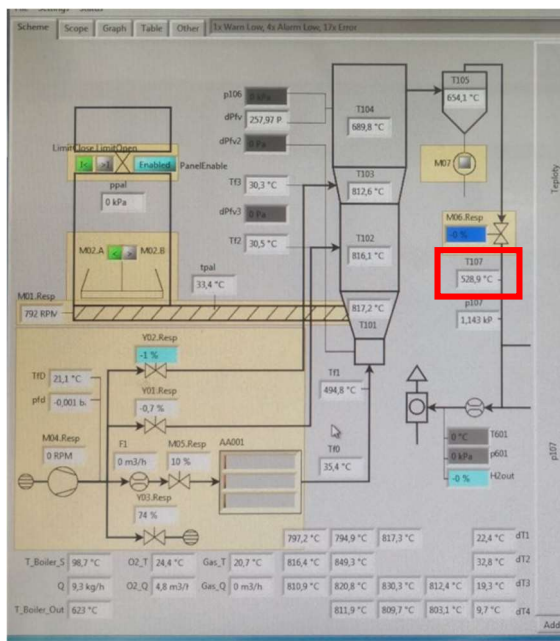 Scheme Scope Graph Table Other 1x Warn Low, 4x Alarm Low, 17x Error
p106 0 kPa
dPfv 257,97 P
dPfv2 0 Pa
T104
689,8 °C
T105
654,1 °C
LimitClose LimitOpen
Enabled PanelEnable
ppal
0 kPa
Tf3 30,3 °C
dPfv3 0 Pa
Tf2 30,5 °C
T103
812,6 °C
T102
816,1 °C
817,2 °C
T101
M07
M06.Resp
-0 %
T107
528,9 °C
p107
1,143 kP
Teploty
M02.A M02.B
tpal
33,4 °C
M01.Resp
792 RPM
Y02.Resp
-1 %
TfD 21,1 °C
pfd -0,001 b
Y01.Resp
-0,7 %
M04.Resp
0 RPM
F1
0 m3/h
M05.Resp
10 %
AA001
Y03.Resp
74 %
Tf1
494,8 °C
Tf0
35,4 °C
0 °C T601
0 kPa p601
-0 % H2out
p107
797,2 °C 794,9 °C 817,3 °C 22,4 °C dT1
T_Boiler_S 98,7 °C O2_T 24,4 °C Gas_T 20,7 °C 816,4 °C 849,3 °C 32,8 °C dT2
Q 9,3 kg/h O2_Q 4,8 m3/h Gas_Q 0 m3/h 810,9 °C 820,8 °C 830,3 °C 812,4 °C 19,3 °C dT3
T_Boiler_Out 623 °C 811,9 °C 809,7 °C 803,1 °C 9,7 °C dT4
Add